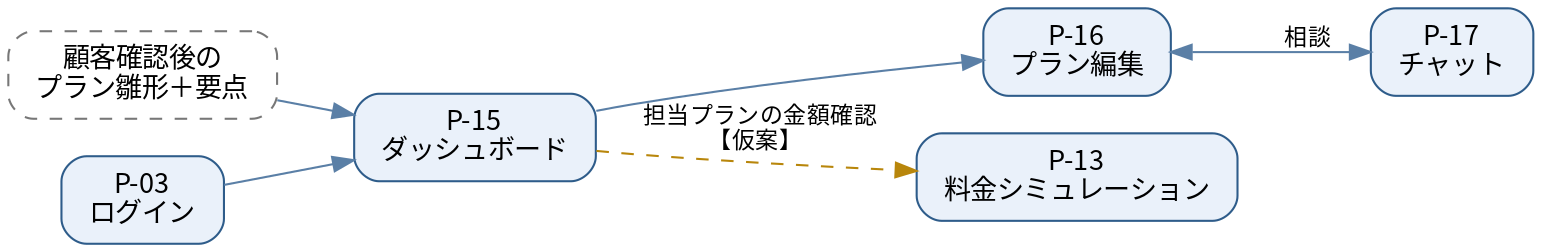 顧客確認後の
プラン雛形＋要点
P-03
ログイン
P-15
ダッシュボード
担当プランの金額確認
【仮案】
P-16
プラン編集
P-13
料金シミュレーション
相談
P-17
チャット